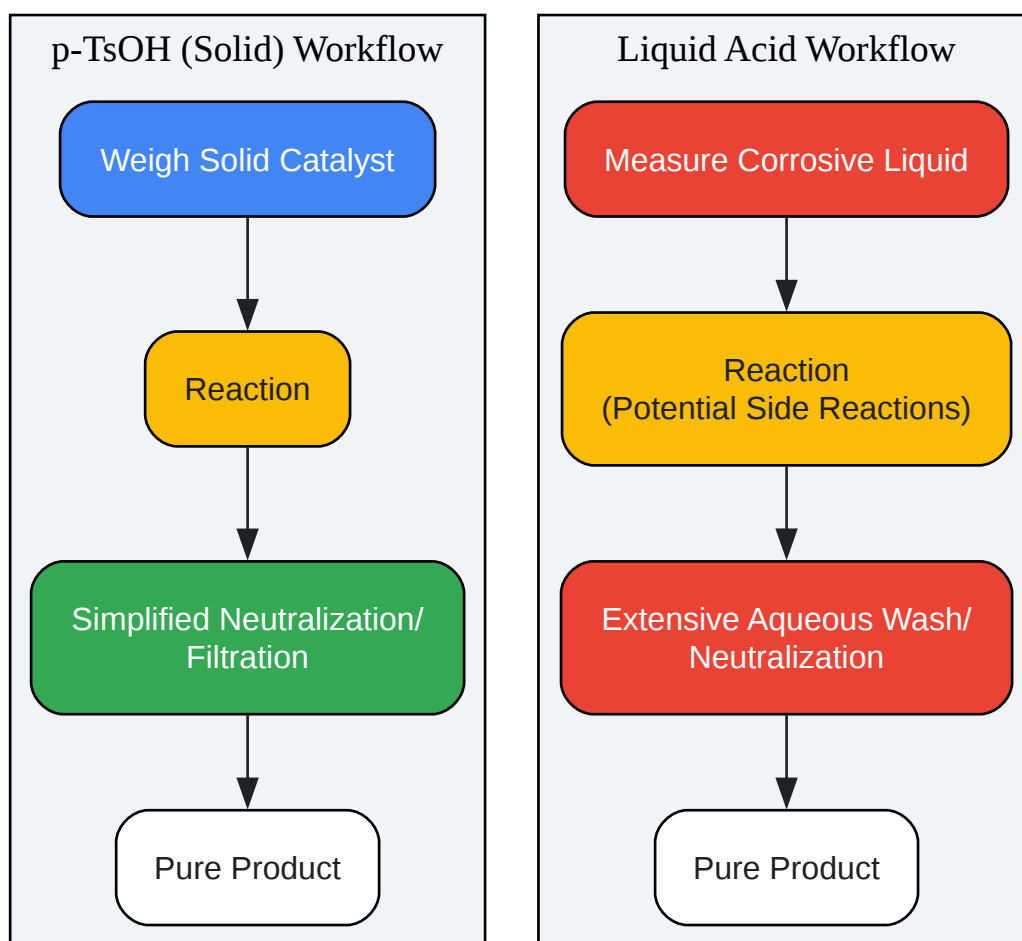 p-TsOH (Solid) Workflow
Weigh Solid Catalyst
Reaction
Simplified Neutralization/
Filtration
Pure Product
Liquid Acid Workflow
Measure Corrosive Liquid
Reaction
(Potential Side Reactions)
Extensive Aqueous Wash/
Neutralization
Pure Product